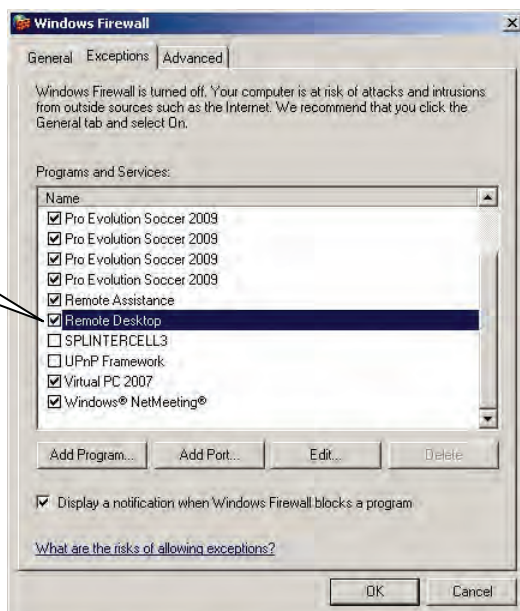 Windows Firewall
General Exceptions Advanced
Windows Firewall is turned off. Your computer is at risk of attacks and intrusions
from outside sources such as the Internet. We recommend that you click the
General tab and select On.
Programs and Services:
Name
Pro Evolution Soccer 2009
Pro Evolution Soccer 2009
Pro Evolution Soccer 2009
Pro Evolution Soccer 2009
Remote Assistance
Remote Desktop
SPLINTERCELL3
UPnP Framework
Virtual PC 2007
Windows® NetMeeting®
Add Program... Add Port... Edit... Delete
Display a notification when Windows Firewall blocks a program
What are the risks of allowing exceptions?
OK Cancel